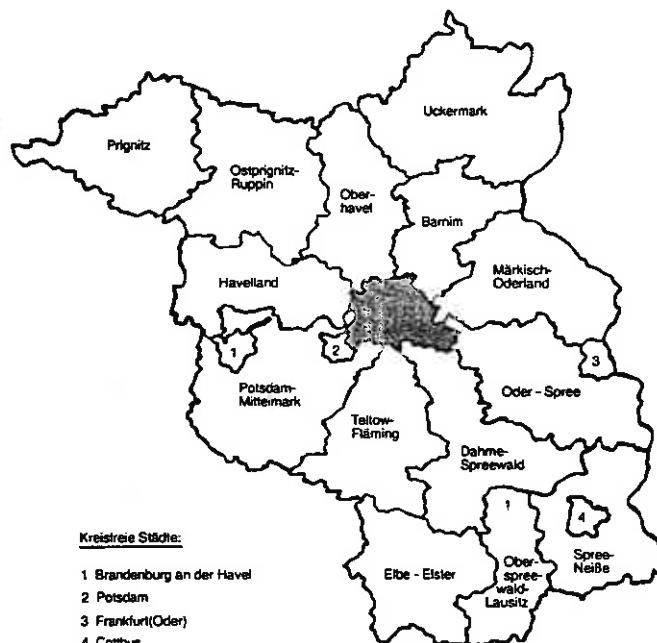 Uckermark
Prignitz
Ostprignitz-
Ruppin
Ober-
havel
Barnim
Märkisch-
Oderland
Havelland
1
2
3
Potsdam-
Mittelmark
Oder - Spree
Teltow-
Fläming
Dahme-
Spreewald
1
4
Spree-
Neiße
Elbe - Elster
Ober-
spree-
wald-
Lausitz
Kreisfreie Städte:
1 Brandenburg an der Havel
2 Potsdam
3 Frankfurt(Oder)
4 Cottbus